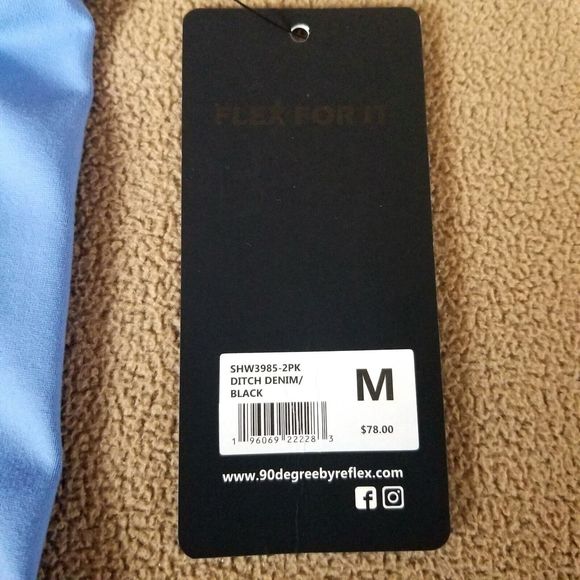 FLEX FOR IT
SHW3985-2PK
DITCH DENIM/
BLACK
M
1 96069 22228 3
$78.00
www.90degreebyreflex.com